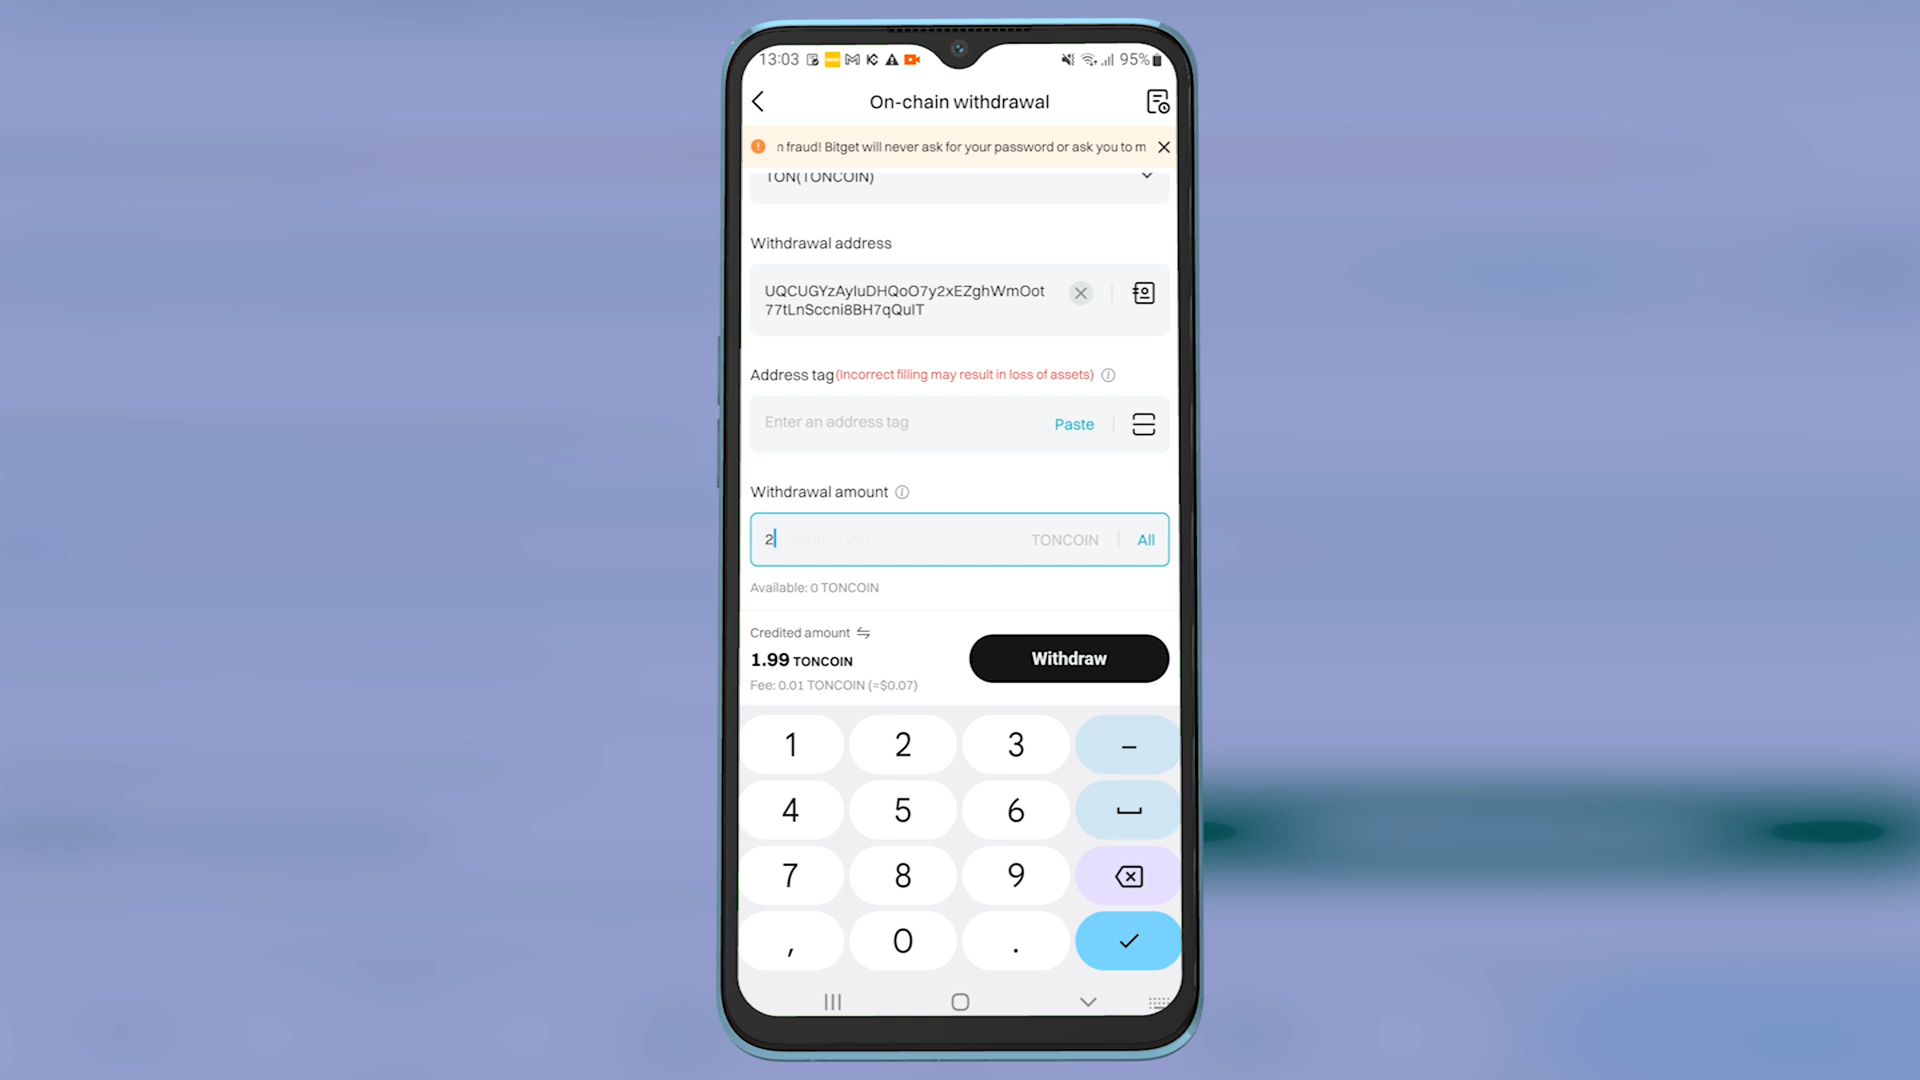 13:03
95%
On-chain withdrawal
n fraud! Bitget will never ask for your password or ask you to m
TON(TONCOIN)
Withdrawal address
UQCUGYzAyIuDHQoO7y2xEZghWmOot
77tLnSccni8BH7qQuIT
Address tag(Incorrect filling may result in loss of assets)
Enter an address tag
Paste
Withdrawal amount
2
TONCOIN
All
Available: 0 TONCOIN
Credited amount
1.99 TONCOIN
Withdraw
Fee: 0.01 TONCOIN (≈$0.07)
1 2 3 –
4 5 6
7 8 9
, 0 .